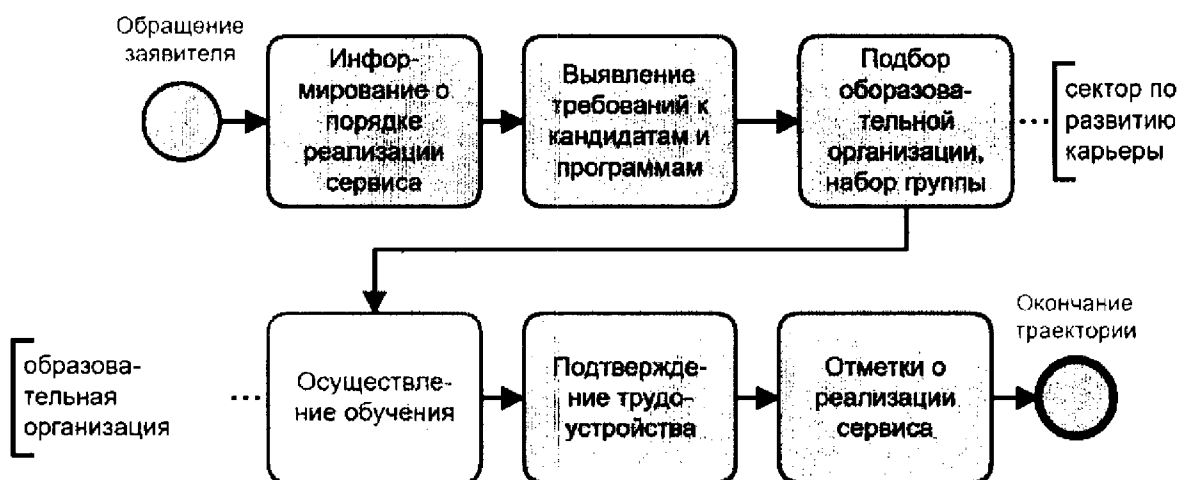 Обращение
заявителя
Инфор-
мирование о
порядке
реализации
сервиса
Выявление
требований к
кандидатам и
программам
Подбор
оборазова-
тельной
организации,
набор группы
сектор по
развитию
карьеры
образова-
тельная
организация
Осуществле-
ние обучения
Подтвержде-
ние трудо-
устройства
Отметки о
реализации
сервиса
Окончание
траектории